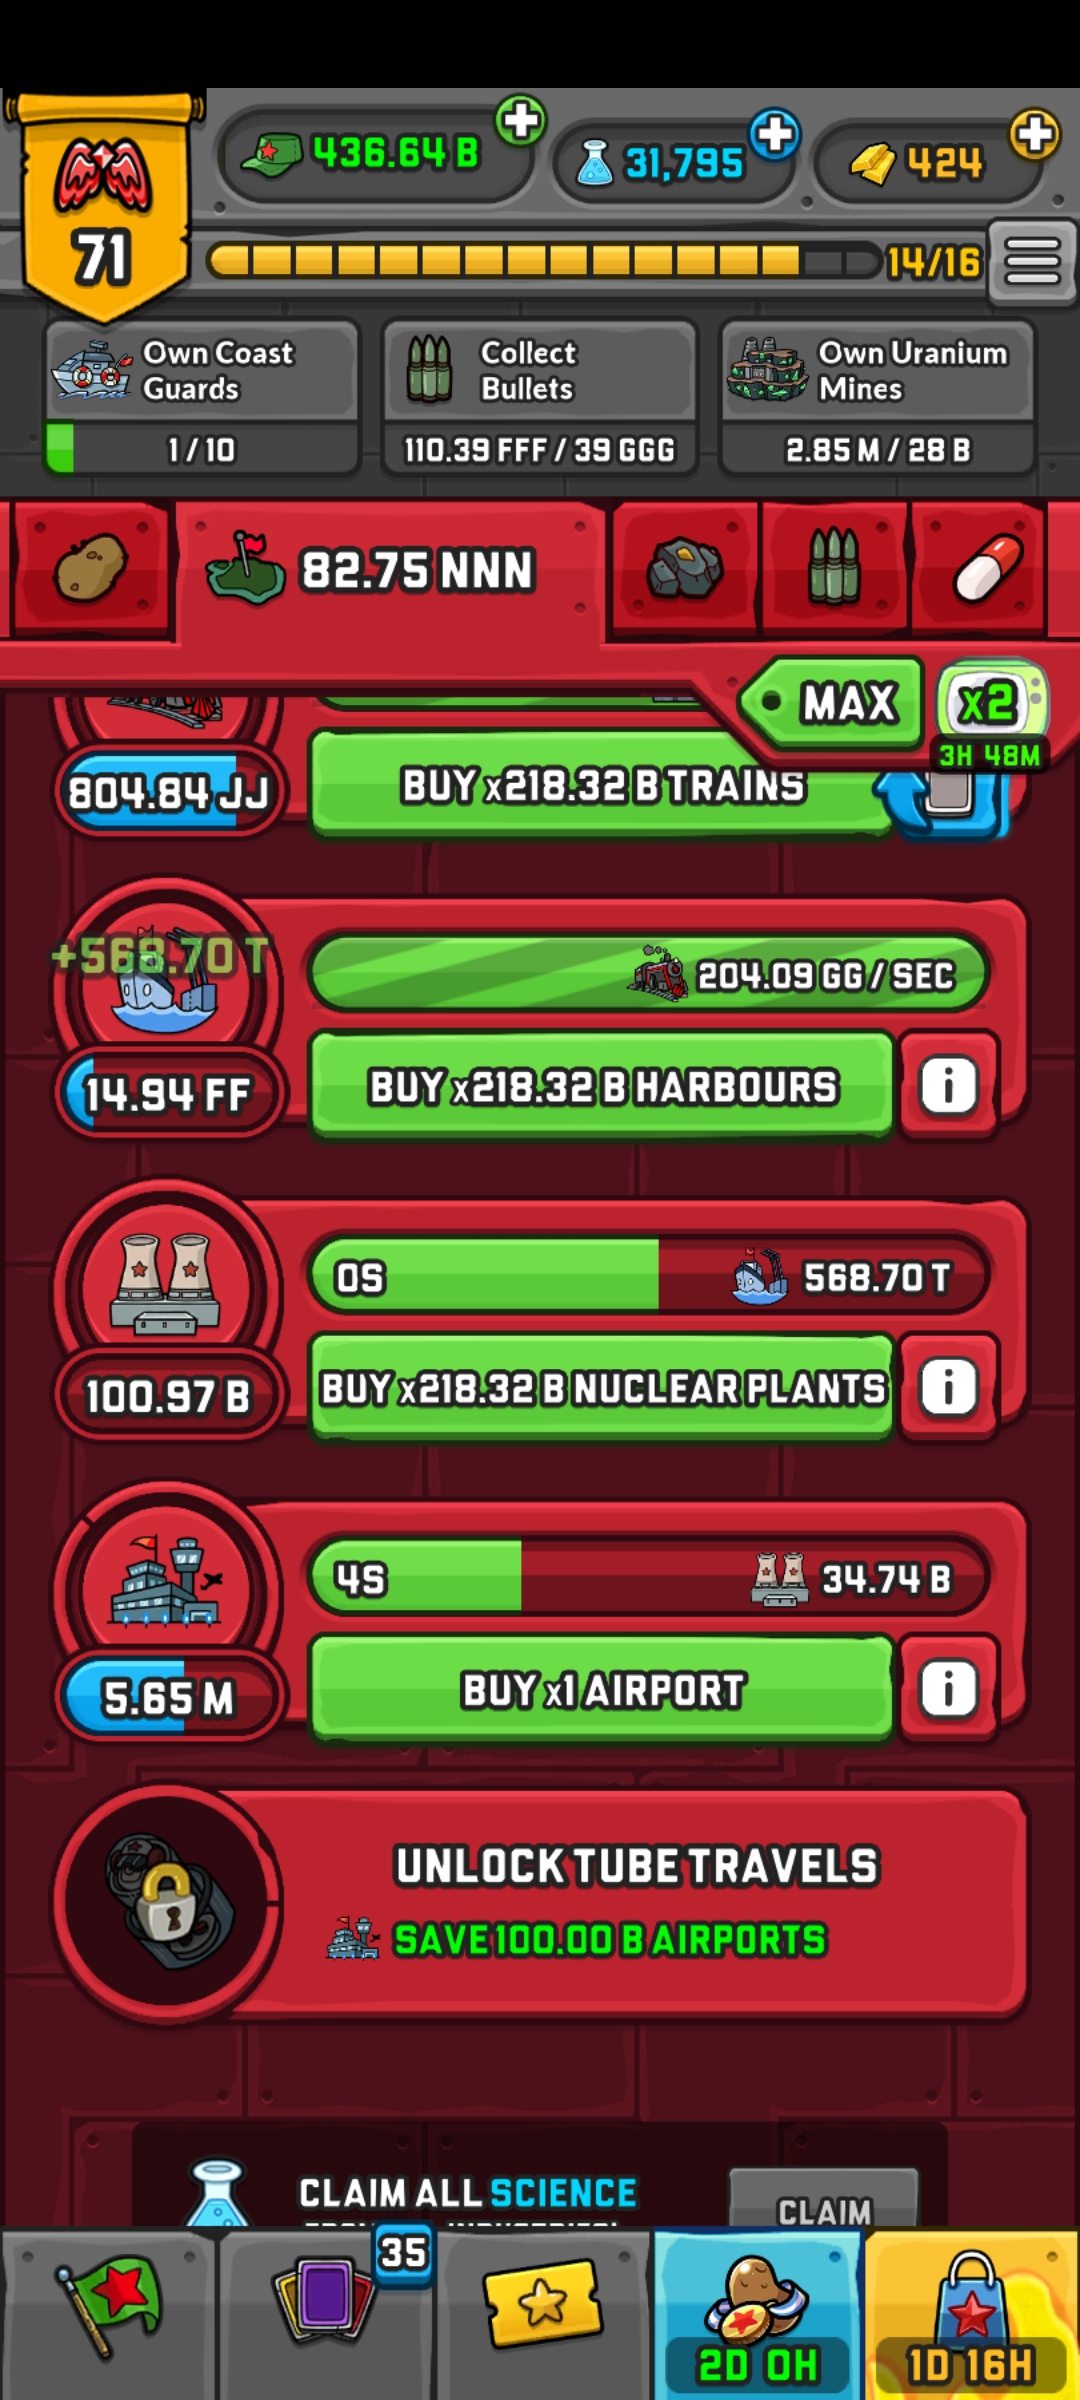 436.64 B
31,795
424
71
14/16
Own Coast
Guards
1 / 10
Collect
Bullets
110.39 FFF / 39 GGG
Own Uranium
Mines
2.85 M / 28 B
82.75 NNN
MAX
x2
3H 48M
804.84 JJ
BUY x218.32 B TRAINS
+568.70 T
204.09 GG / SEC
14.94 FF
BUY x218.32 B HARBOURS
i
0S
568.70 T
100.97 B
BUY x218.32 B NUCLEAR PLANTS
i
4S
34.74 B
5.65 M
BUY x1 AIRPORT
i
UNLOCK TUBE TRAVELS
SAVE 100.00 B AIRPORTS
CLAIM ALL SCIENCE
CLAIM
35
2D 0H
1D 16H